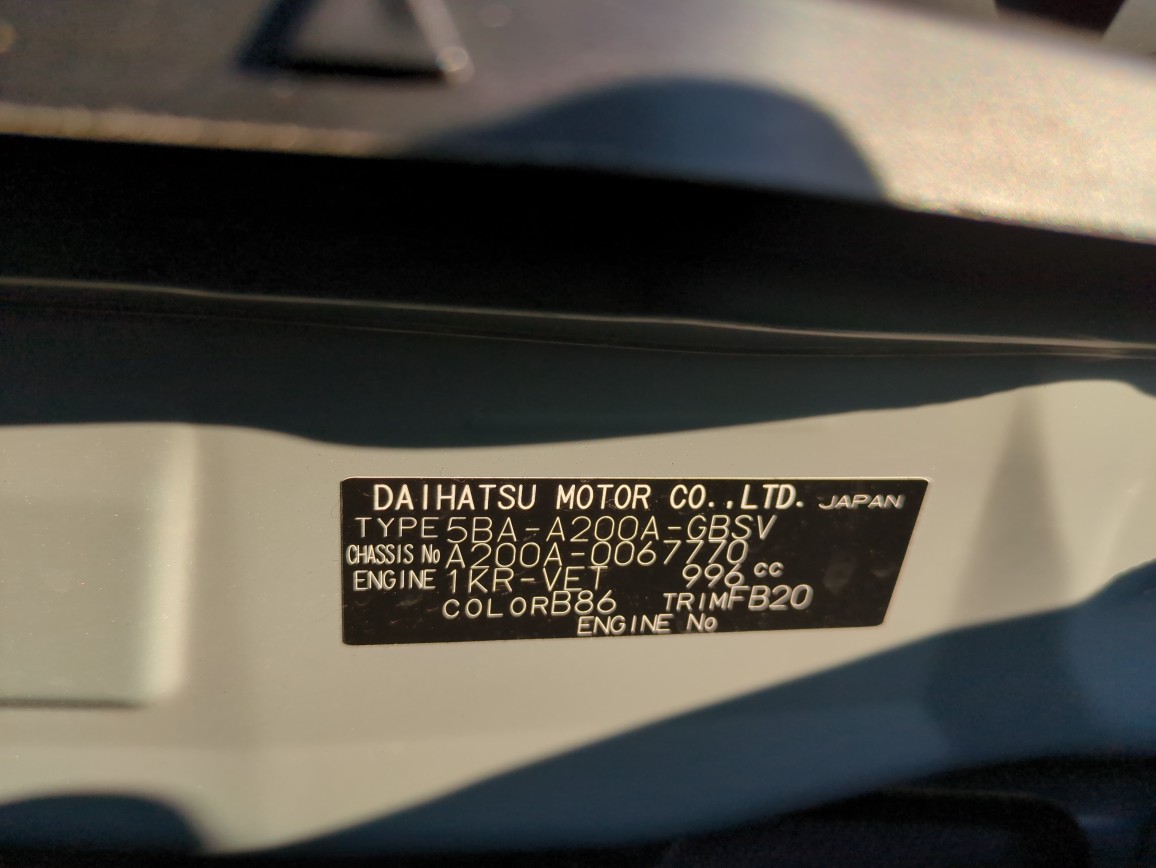 DAIHATSU MOTOR CO.,LTD. JAPAN
TYPE 5BA-A200A-GBSV
CHASSIS No A200A-0067770
ENGINE 1KR-VET 996 cc
COLOR B86 TRIM FB20
ENGINE No